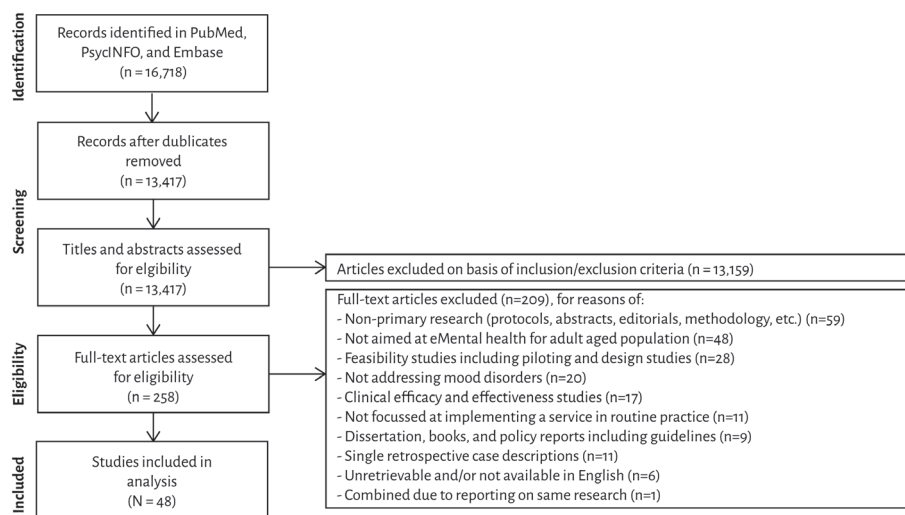 Identification
Records identified in PubMed,
PsycINFO, and Embase
(n = 16,718)
Screening
Records after dublicates
removed
(n = 13,417)
Titles and abstracts assessed
for elgibility
(n = 13,417)
Articles excluded on basis of inclusion/exclusion criteria (n = 13,159)
Eligibility
Full-text articles assessed
for eligibility
(n = 258)
Full-text articles excluded (n=209), for reasons of:
- Non-primary research (protocols, abstracts, editorials, methodology, etc.) (n=59)
- Not aimed at eMental health for adult aged population (n=48)
- Feasibility studies including piloting and design studies (n=28)
- Not addressing mood disorders (n=20)
- Clinical efficacy and effectiveness studies (n=17)
- Not focussed at implementing a service in routine practice (n=11)
- Dissertation, books, and policy reports including guidelines (n=9)
- Single retrospective case descriptions (n=11)
- Unretrievable and/or not available in English (n=6)
- Combined due to reporting on same research (n=1)
Included
Studies included in
analysis
(N = 48)